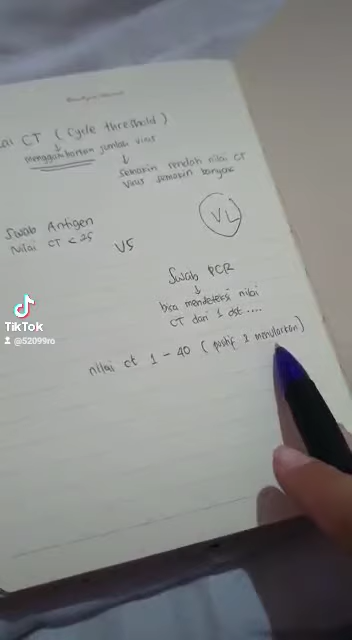 CT (Cycle threshold)
menggambarkan jumlah virus
Semakin rendah nilai CT
Virus semakin banyak
Swab Antigen
Nilai CT < 25
VS
VL
Swab PCR
bisa mendeteksi nilai
CT dari 1 dst ....
nilai ct 1 - 40 ( positif & menularkan)
TikTok
@52099ro